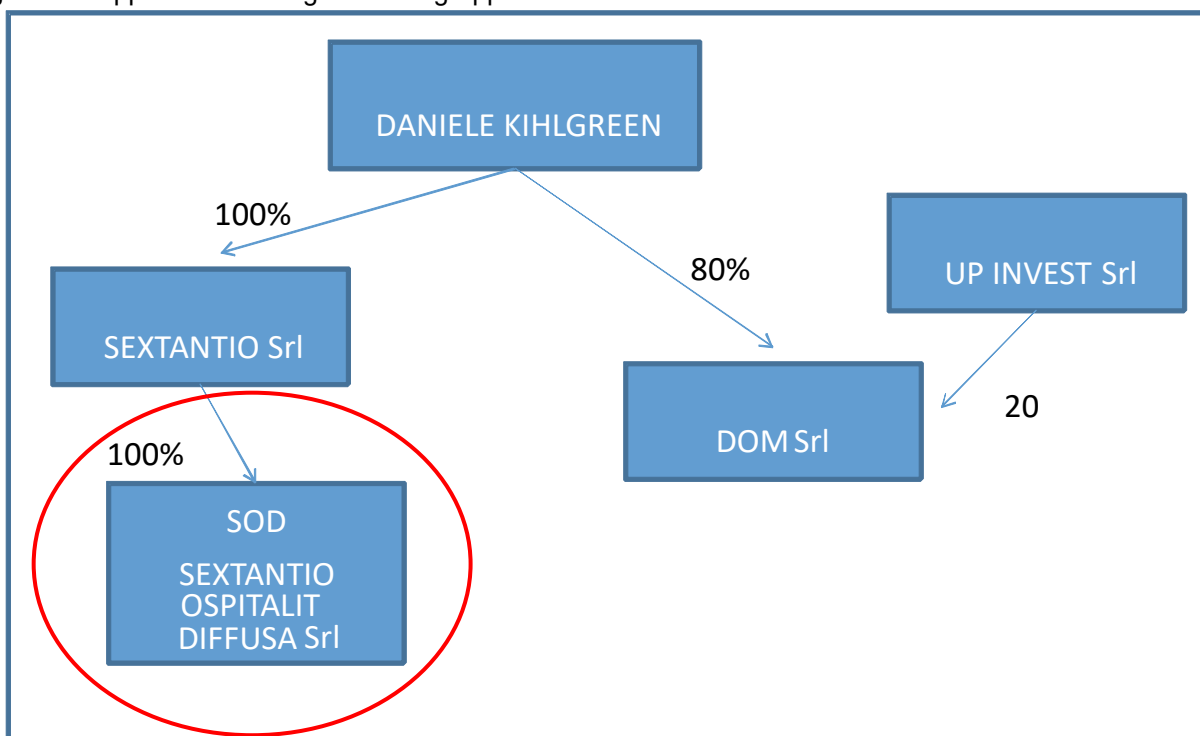 DANIELE KIHLGREEN
100%
80%
UP INVEST Srl
SEXTANTIO Srl
20
DOM Srl
100%
SOD
SEXTANTIO
OSPITALIT
DIFFUSA Srl